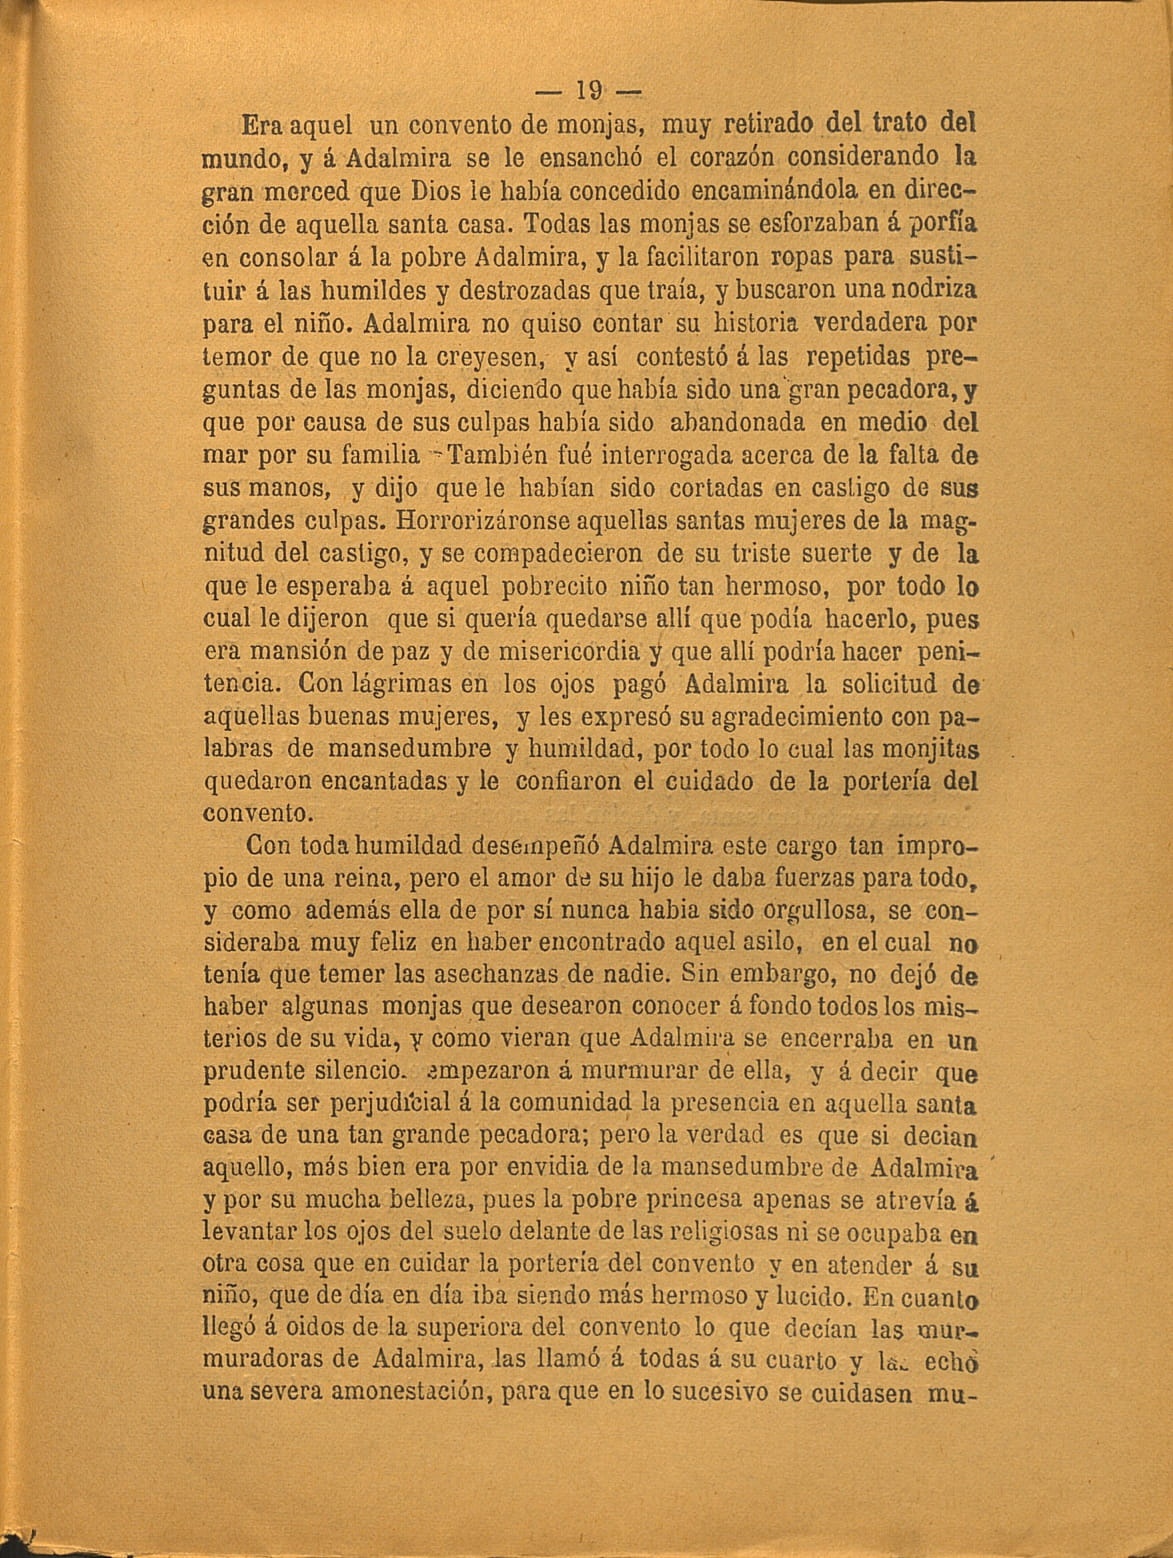 — 19 —
Era aquel un convento de monjas, muy retirado del trato del
mundo, y á Adalmira se le ensanchó el corazón considerando la
gran merced que Dios le había concedido encaminándola en direc-
ción de aquella santa casa. Todas las monjas se esforzaban á porfía
en consolar á la pobre Adalmira, y la facilitaron ropas para susti-
tuir á las humildes y destrozadas que traía, y buscaron una nodriza
para el niño. Adalmira no quiso contar su historia verdadera por
temor de que no la creyesen, y así contestó á las repetidas pre-
guntas de las monjas, diciendo que había sido una gran pecadora, y
que por causa de sus culpas había sido abandonada en medio del
mar por su familia - También fué interrogada acerca de la falta de
sus manos, y dijo que le habían sido cortadas en castigo de sus
grandes culpas. Horrorizáronse aquellas santas mujeres de la mag-
nitud del castigo, y se compadecieron de su triste suerte y de la
que le esperaba á aquel pobrecito niño tan hermoso, por todo lo
cual le dijeron que si quería quedarse allí que podía hacerlo, pues
era mansión de paz y de misericordia y que allí podría hacer peni-
tencia. Con lágrimas en los ojos pagó Adalmira la solicitud de
aquellas buenas mujeres, y les expresó su agradecimiento con pa-
labras de mansedumbre y humildad, por todo lo cual las monjitas
quedaron encantadas y le confiaron el cuidado de la portería del
convento.
Con toda humildad desempeñó Adalmira este cargo tan impro-
pio de una reina, pero el amor de su hijo le daba fuerzas para todo,
y como además ella de por sí nunca habia sido orgullosa, se con-
sideraba muy feliz en haber encontrado aquel asilo, en el cual no
tenía que temer las asechanzas de nadie. Sin embargo, no dejó de
haber algunas monjas que desearon conocer á fondo todos los mis-
terios de su vida, y como vieran que Adalmira se encerraba en un
prudente silencio. empezaron á murmurar de ella, y á decir que
podría ser perjudicial á la comunidad la presencia en aquella santa
casa de una tan grande pecadora; pero la verdad es que si decian
aquello, más bien era por envidia de la mansedumbre de Adalmira
y por su mucha belleza, pues la pobre princesa apenas se atrevía á
levantar los ojos del suelo delante de las religiosas ni se ocupaba en
otra cosa que en cuidar la portería del convento y en atender á su
niño, que de día en día iba siendo más hermoso y lucido. En cuanto
llegó á oidos de la superiora del convento lo que decían las mur-
muradoras de Adalmira, las llamó á todas á su cuarto y las echó
una severa amonestación, para que en lo sucesivo se cuidasen mu-